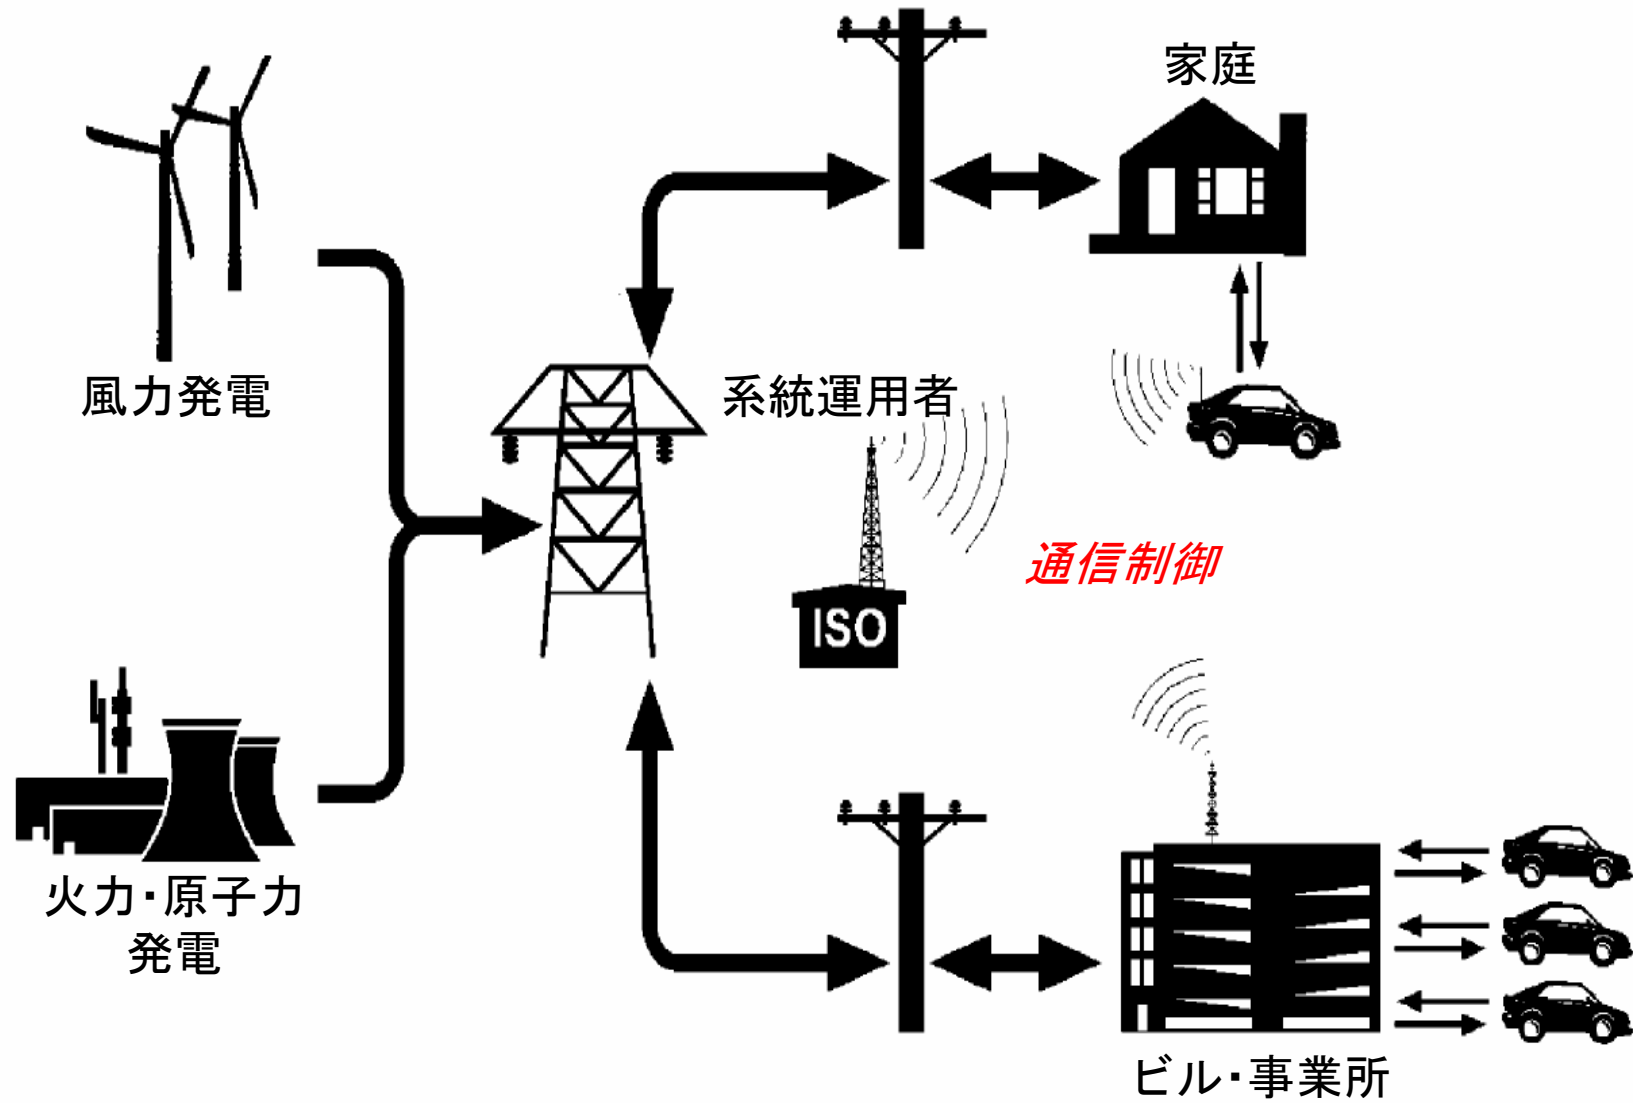 家庭
風力発電
系統運用者
通信制御
ISO
火力・原子力
発電
ビル・事業所